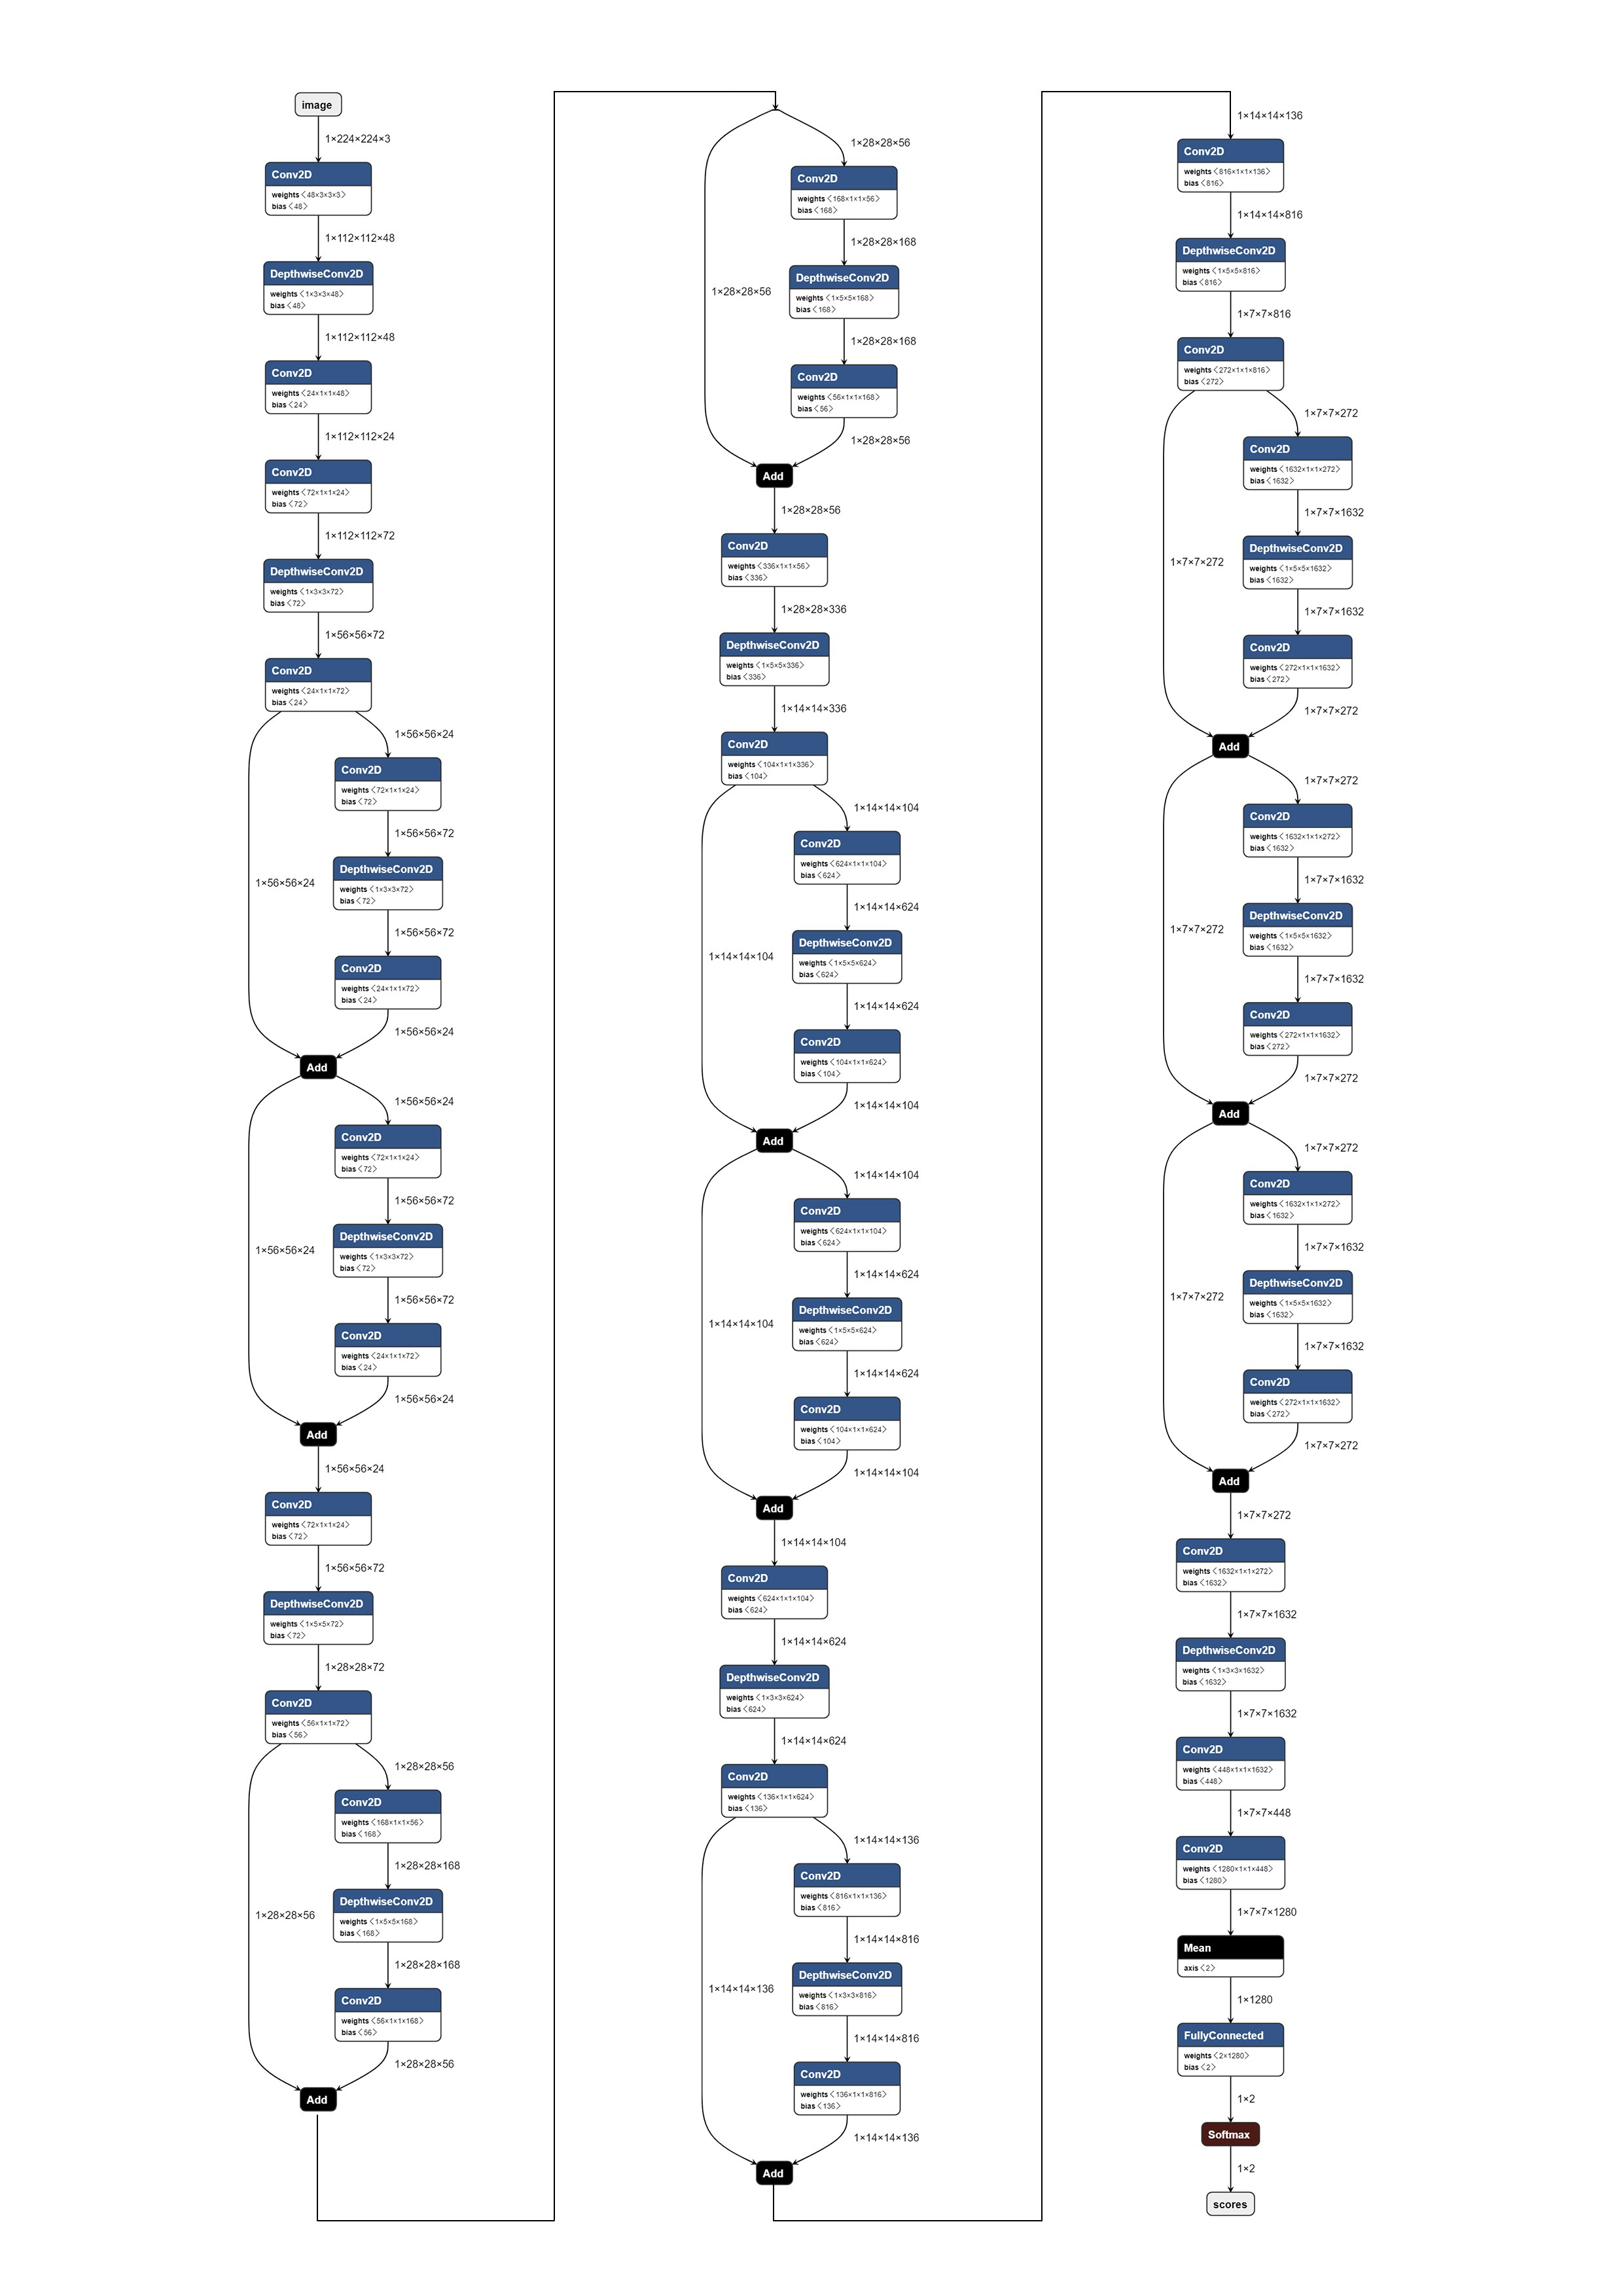 image
1×224×224×3
Conv2D
weights 〈48×3×3×3〉
bias 〈48〉
1×112×112×48
DepthwiseConv2D
weights 〈1×3×3×48〉
bias 〈48〉
1×112×112×48
Conv2D
weights 〈24×1×1×48〉
bias 〈24〉
1×112×112×24
Conv2D
weights 〈72×1×1×24〉
bias 〈72〉
1×112×112×72
DepthwiseConv2D
weights 〈1×3×3×72〉
bias 〈72〉
1×56×56×72
Conv2D
weights 〈24×1×1×72〉
bias 〈24〉
1×56×56×24
Conv2D
weights 〈72×1×1×24〉
bias 〈72〉
1×56×56×72
DepthwiseConv2D
1×56×56×24
weights 〈1×3×3×72〉
bias 〈72〉
1×56×56×72
Conv2D
weights 〈24×1×1×72〉
bias 〈24〉
1×56×56×24
Add
1×56×56×24
Conv2D
weights 〈72×1×1×24〉
bias 〈72〉
1×56×56×72
DepthwiseConv2D
1×56×56×24
weights 〈1×3×3×72〉
bias 〈72〉
1×56×56×72
Conv2D
weights 〈24×1×1×72〉
bias 〈24〉
1×56×56×24
Add
1×56×56×24
Conv2D
weights 〈72×1×1×24〉
bias 〈72〉
1×56×56×72
DepthwiseConv2D
weights 〈1×5×5×72〉
bias 〈72〉
1×28×28×72
Conv2D
weights 〈56×1×1×72〉
bias 〈56〉
1×28×28×56
Conv2D
weights 〈168×1×1×56〉
bias 〈168〉
1×28×28×168
DepthwiseConv2D
1×28×28×56
weights 〈1×5×5×168〉
bias 〈168〉
1×28×28×168
Conv2D
weights 〈56×1×1×168〉
bias 〈56〉
1×28×28×56
Add
1×28×28×56
Conv2D
weights 〈168×1×1×56〉
bias 〈168〉
1×28×28×168
DepthwiseConv2D
1×28×28×56
weights 〈1×5×5×168〉
bias 〈168〉
1×28×28×168
Conv2D
weights 〈56×1×1×168〉
bias 〈56〉
1×28×28×56
Add
1×28×28×56
Conv2D
weights 〈336×1×1×56〉
bias 〈336〉
1×28×28×336
DepthwiseConv2D
weights 〈1×5×5×336〉
bias 〈336〉
1×14×14×336
Conv2D
weights 〈104×1×1×336〉
bias 〈104〉
1×14×14×104
Conv2D
weights 〈624×1×1×104〉
bias 〈624〉
1×14×14×624
DepthwiseConv2D
1×14×14×104
weights 〈1×5×5×624〉
bias 〈624〉
1×14×14×624
Conv2D
weights 〈104×1×1×624〉
bias 〈104〉
1×14×14×104
Add
1×14×14×104
Conv2D
weights 〈624×1×1×104〉
bias 〈624〉
1×14×14×624
DepthwiseConv2D
1×14×14×104
weights 〈1×5×5×624〉
bias 〈624〉
1×14×14×624
Conv2D
weights 〈104×1×1×624〉
bias 〈104〉
1×14×14×104
Add
1×14×14×104
Conv2D
weights 〈624×1×1×104〉
bias 〈624〉
1×14×14×624
DepthwiseConv2D
weights 〈1×3×3×624〉
bias 〈624〉
1×14×14×624
Conv2D
weights 〈136×1×1×624〉
bias 〈136〉
1×14×14×136
Conv2D
weights 〈816×1×1×136〉
bias 〈816〉
1×14×14×816
DepthwiseConv2D
1×14×14×136
weights 〈1×3×3×816〉
bias 〈816〉
1×14×14×816
Conv2D
weights 〈136×1×1×816〉
bias 〈136〉
1×14×14×136
Add
1×14×14×136
Conv2D
weights 〈816×1×1×136〉
bias 〈816〉
1×14×14×816
DepthwiseConv2D
weights 〈1×5×5×816〉
bias 〈816〉
1×7×7×816
Conv2D
weights 〈272×1×1×816〉
bias 〈272〉
1×7×7×272
Conv2D
weights 〈1632×1×1×272〉
bias 〈1632〉
1×7×7×1632
DepthwiseConv2D
1×7×7×272
weights 〈1×5×5×1632〉
bias 〈1632〉
1×7×7×1632
Conv2D
weights 〈272×1×1×1632〉
bias 〈272〉
1×7×7×272
Add
1×7×7×272
Conv2D
weights 〈1632×1×1×272〉
bias 〈1632〉
1×7×7×1632
DepthwiseConv2D
1×7×7×272
weights 〈1×5×5×1632〉
bias 〈1632〉
1×7×7×1632
Conv2D
weights 〈272×1×1×1632〉
bias 〈272〉
1×7×7×272
Add
1×7×7×272
Conv2D
weights 〈1632×1×1×272〉
bias 〈1632〉
1×7×7×1632
DepthwiseConv2D
1×7×7×272
weights 〈1×5×5×1632〉
bias 〈1632〉
1×7×7×1632
Conv2D
weights 〈272×1×1×1632〉
bias 〈272〉
1×7×7×272
Add
1×7×7×272
Conv2D
weights 〈1632×1×1×272〉
bias 〈1632〉
1×7×7×1632
DepthwiseConv2D
weights 〈1×3×3×1632〉
bias 〈1632〉
1×7×7×1632
Conv2D
weights 〈448×1×1×1632〉
bias 〈448〉
1×7×7×448
Conv2D
weights 〈1280×1×1×448〉
bias 〈1280〉
1×7×7×1280
Mean
axis 〈2〉
1×1280
FullyConnected
weights 〈2×1280〉
bias 〈2〉
1×2
Softmax
1×2
scores